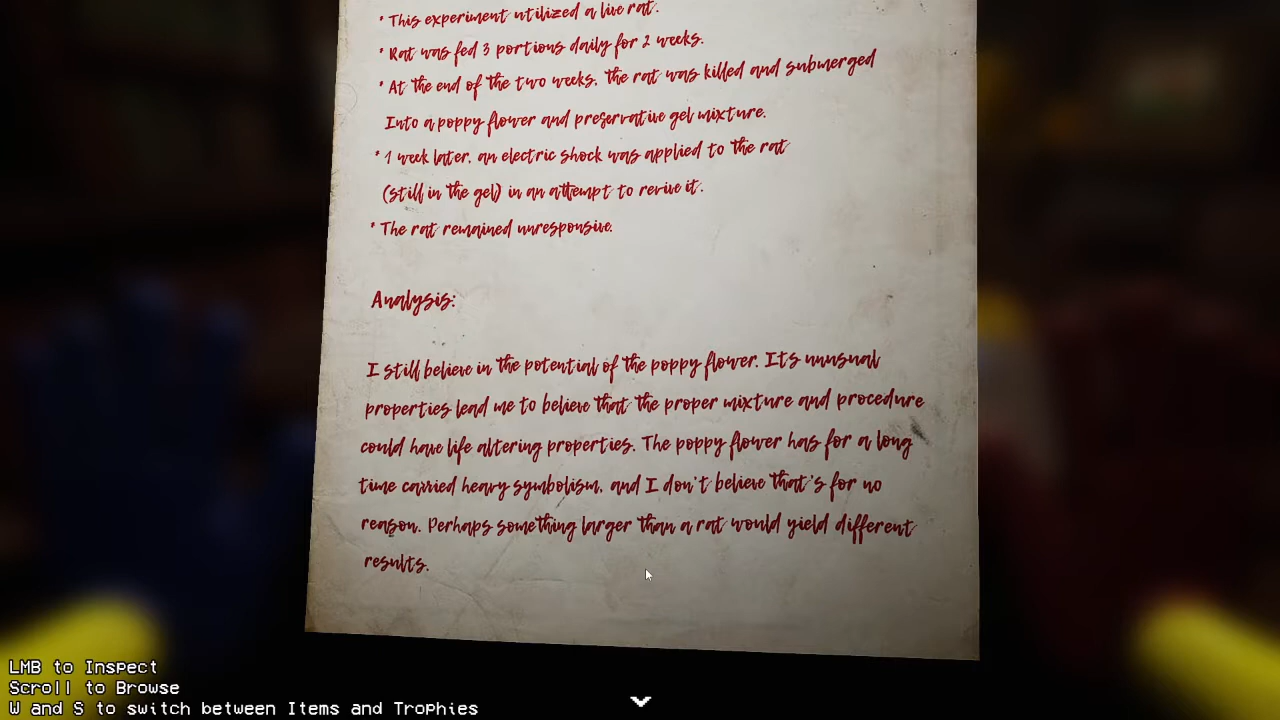 * This experiment utilized a live rat.
* Rat was fed 3 portions daily for 2 weeks.
* At the end of the two weeks, the rat was killed and submerged
Into a poppy flower and preservative gel mixture.
* 1 week later, an electric shock was applied to the rat
(still in the gel) in an attempt to revive it.
* The rat remained unresponsive.
Analysis:
I still believe in the potential of the poppy flower. Its unusual
properties lead me to believe that the proper mixture and procedure
could have life altering properties. The poppy flower has for a long
time carried heavy symbolism, and I don't believe that's for no
reason. Perhaps something larger than a rat would yield different
results.
LMB to Inspect
Scroll to Browse
W and S to switch between Items and Trophies